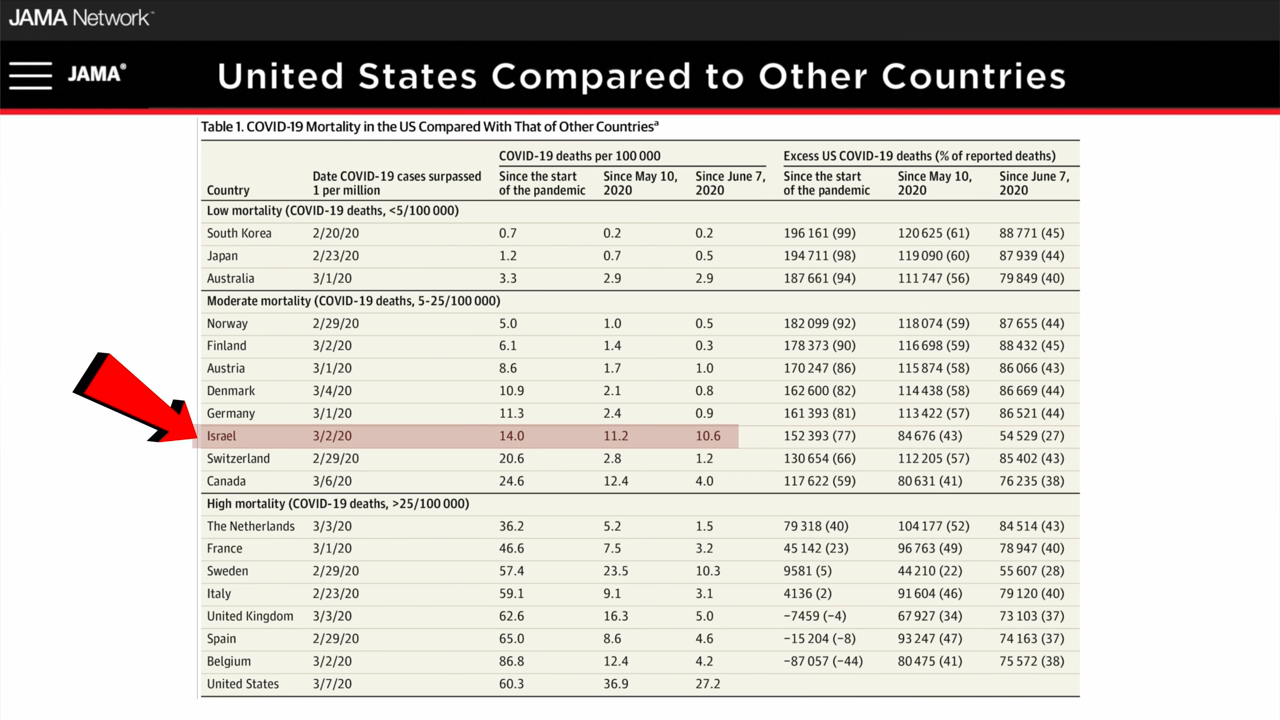 JAMA Network™
JAMA®
United States Compared to Other Countries
Table 1. COVID-19 Mortality in the US Compared With That of Other Countriesª
COVID-19 deaths per 100 000 Excess US COVID-19 deaths (% of reported deaths)
Country Date COVID-19 cases surpassed 1 per million Since the start of the pandemic Since May 10, 2020 Since June 7, 2020 Since the start of the pandemic Since May 10, 2020 Since June 7, 2020
Low mortality (COVID-19 deaths, <5/100 000)
South Korea 2/20/20 0.7 0.2 0.2 196 161 (99) 120 625 (61) 88 771 (45)
Japan 2/23/20 1.2 0.7 0.5 194 711 (98) 119 090 (60) 87 939 (44)
Australia 3/1/20 3.3 2.9 2.9 187 661 (94) 111 747 (56) 79 849 (40)
Moderate mortality (COVID-19 deaths, 5-25/100 000)
Norway 2/29/20 5.0 1.0 0.5 182 099 (92) 118 074 (59) 87 655 (44)
Finland 3/2/20 6.1 1.4 0.3 178 373 (90) 116 698 (59) 88 432 (45)
Austria 3/1/20 8.6 1.7 1.0 170 247 (86) 115 874 (58) 86 066 (43)
Denmark 3/4/20 10.9 2.1 0.8 162 600 (82) 114 438 (58) 86 669 (44)
Germany 3/1/20 11.3 2.4 0.9 161 393 (81) 113 422 (57) 86 521 (44)
Israel 3/2/20 14.0 11.2 10.6 152 393 (77) 84 676 (43) 54 529 (27)
Switzerland 2/29/20 20.6 2.8 1.2 130 654 (66) 112 205 (57) 85 402 (43)
Canada 3/6/20 24.6 12.4 4.0 117 622 (59) 80 631 (41) 76 235 (38)
High mortality (COVID-19 deaths, >25/100 000)
The Netherlands 3/3/20 36.2 5.2 1.5 79 318 (40) 104 177 (52) 84 514 (43)
France 3/1/20 46.6 7.5 3.2 45 142 (23) 96 763 (49) 78 947 (40)
Sweden 2/29/20 57.4 23.5 10.3 9581 (5) 44 210 (22) 55 607 (28)
Italy 2/23/20 59.1 9.1 3.1 4136 (2) 91 604 (46) 79 120 (40)
United Kingdom 3/3/20 62.6 16.3 5.0 −7459 (−4) 67 927 (34) 73 103 (37)
Spain 2/29/20 65.0 8.6 4.6 −15 204 (−8) 93 247 (47) 74 163 (37)
Belgium 3/2/20 86.8 12.4 4.2 −87 057 (−44) 80 475 (41) 75 572 (38)
United States 3/7/20 60.3 36.9 27.2